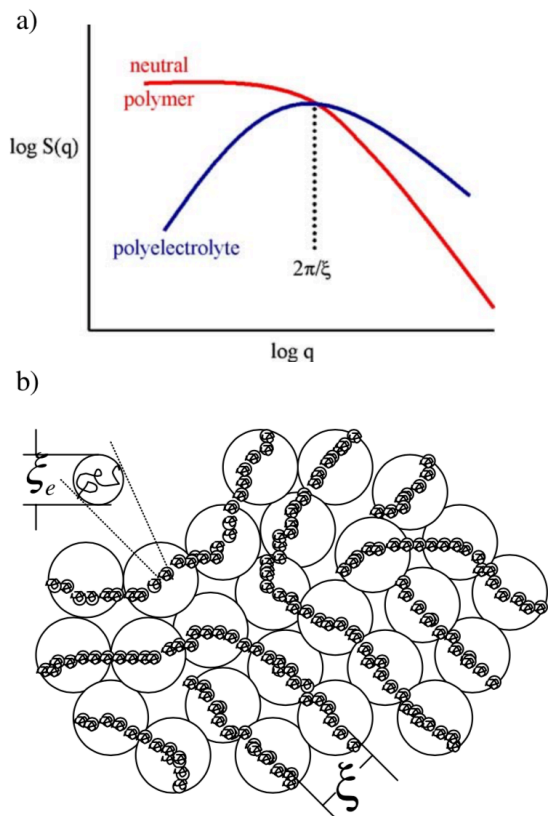 a)
neutral
polymer
log S(q)
polyelectrolyte
2π/ξ
log q
b)
ξe
ξ